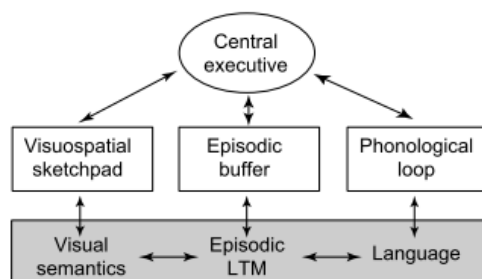 Central
executive
Visuospatial
sketchpad
Episodic
buffer
Phonological
loop
Visual
semantics
Episodic
LTM
Language